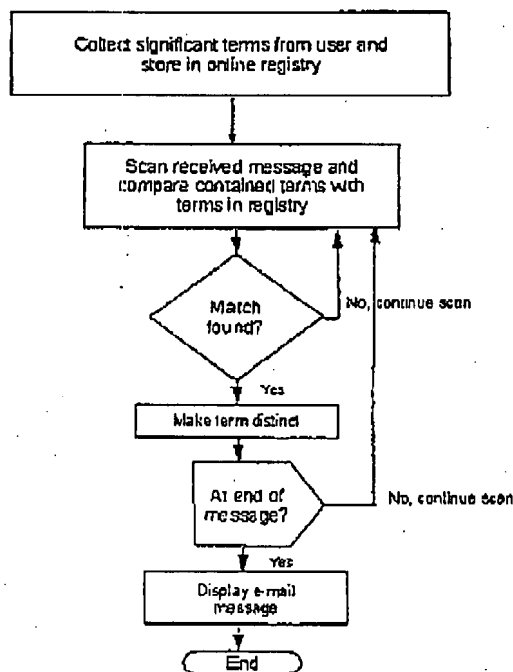 Collect significant terms from user and
store in online registry
Scan received message and
compare contained terms with
terms in registry
Match
found?
No, continue scan
Yes
Make term distinct
At end of
message?
No, continue scan
Yes
Display e-mail
message
End